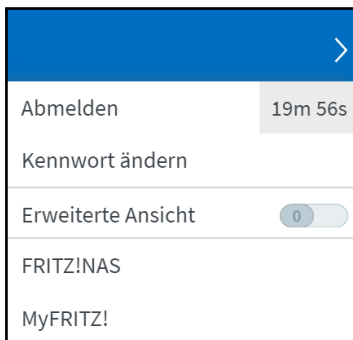 Abmelden 19m 56s
Kennwort ändern
Erweiterte Ansicht 0
FRITZ!NAS
MyFRITZ!